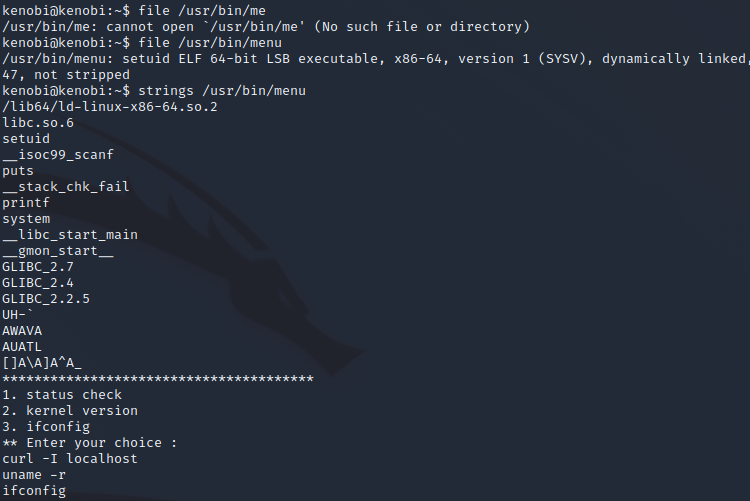 kenobi@kenobi:~$ file /usr/bin/me
/usr/bin/me: cannot open `/usr/bin/me' (No such file or directory)
kenobi@kenobi:~$ file /usr/bin/menu
/usr/bin/menu: setuid ELF 64-bit LSB executable, x86-64, version 1 (SYSV), dynamically linked,
47, not stripped
kenobi@kenobi:~$ strings /usr/bin/menu
/lib64/ld-linux-x86-64.so.2
libc.so.6
setuid
__isoc99_scanf
puts
__stack_chk_fail
printf
system
__libc_start_main
__gmon_start__
GLIBC_2.7
GLIBC_2.4
GLIBC_2.2.5
UH-`
AWAVA
AUATL
[]A\A]A^A_
***************************************
1. status check
2. kernel version
3. ifconfig
** Enter your choice :
curl -I localhost
uname -r
ifconfig